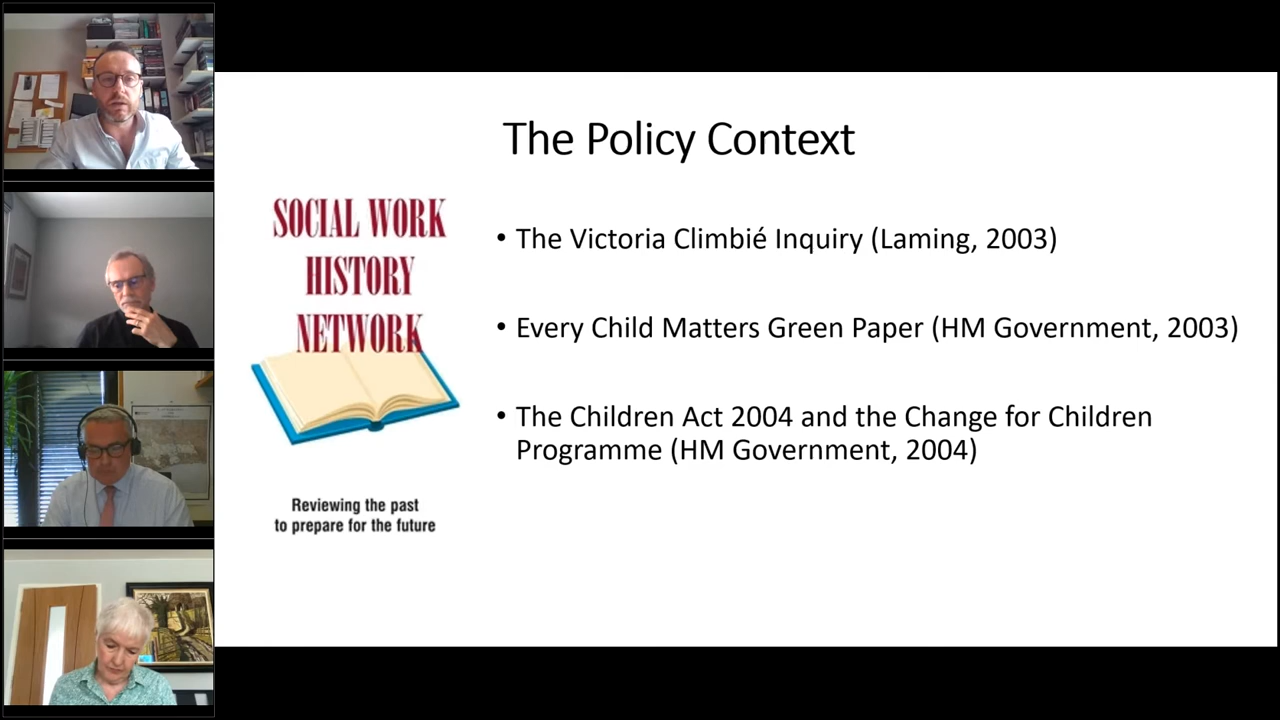 The Policy Context
SOCIAL WORK
HISTORY
NETWORK
Reviewing the past
to prepare for the future
• The Victoria Climbié Inquiry (Laming, 2003)
• Every Child Matters Green Paper (HM Government, 2003)
• The Children Act 2004 and the Change for Children
Programme (HM Government, 2004)